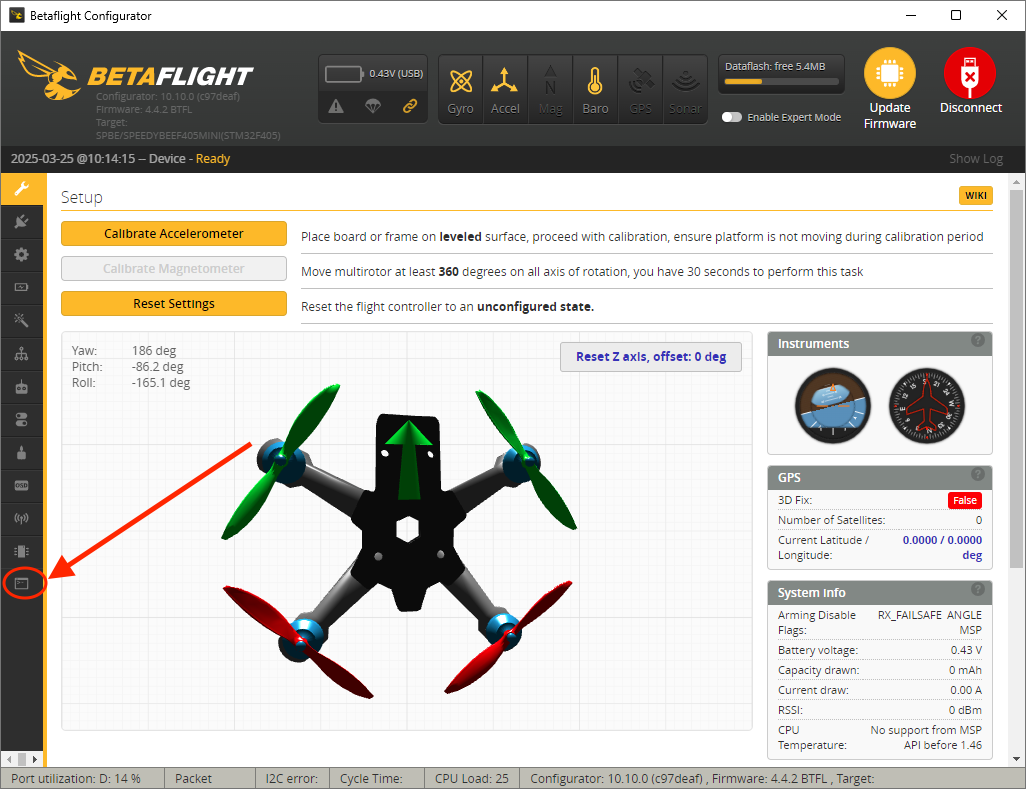 Betaflight Configurator
BETAFLIGHT
Configurator: 10.10.0 (c97deaf)
Firmware: 4.4.2 BTFL
Target:
SPBE/SPEEDYBEEF405MINI(STM32F405)
0.43V (USB)
Gyro
Accel
Mag
Baro
GPS
Sonar
Dataflash: free 5.4MB
Enable Expert Mode
Update
Firmware
Disconnect
2025-03-25 @10:14:15 -- Device - Ready
Show Log
Setup
WIKI
Calibrate Accelerometer
Place board or frame on leveled surface, proceed with calibration, ensure platform is not moving during calibration period
Calibrate Magnetometer
Move multirotor at least 360 degrees on all axis of rotation, you have 30 seconds to perform this task
Reset Settings
Reset the flight controller to an unconfigured state.
Yaw: 186 deg
Pitch: -86.2 deg
Roll: -165.1 deg
Reset Z axis, offset: 0 deg
Instruments
GPS
3D Fix: False
Number of Satellites: 0
Current Latitude / Longitude: 0.0000 / 0.0000 deg
System info
Arming Disable Flags: RX_FAILSAFE ANGLE MSP
Battery voltage: 0.43 V
Capacity drawn: 0 mAh
Current draw: 0.00 A
RSSI: 0 dBm
CPU Temperature: No support from MSP API before 1.46
OSD
Port utilization: D: 14 %
Packet
I2C error:
Cycle Time:
CPU Load: 25
Configurator: 10.10.0 (c97deaf) , Firmware: 4.4.2 BTFL , Target: